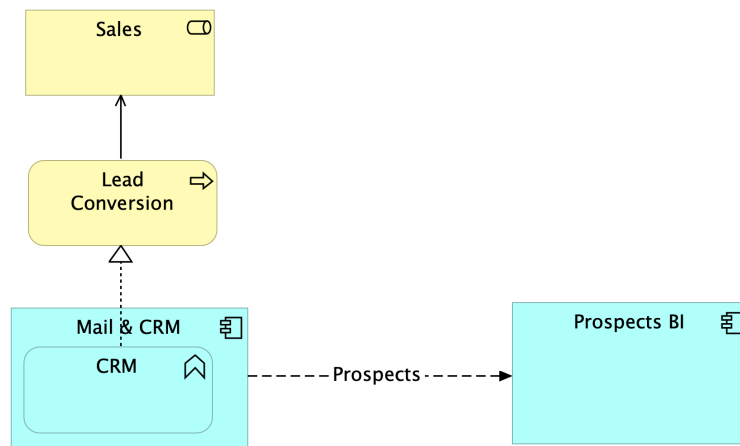 Sales
Lead
Conversion
Mail & CRM
CRM
Prospects
Prospects BI